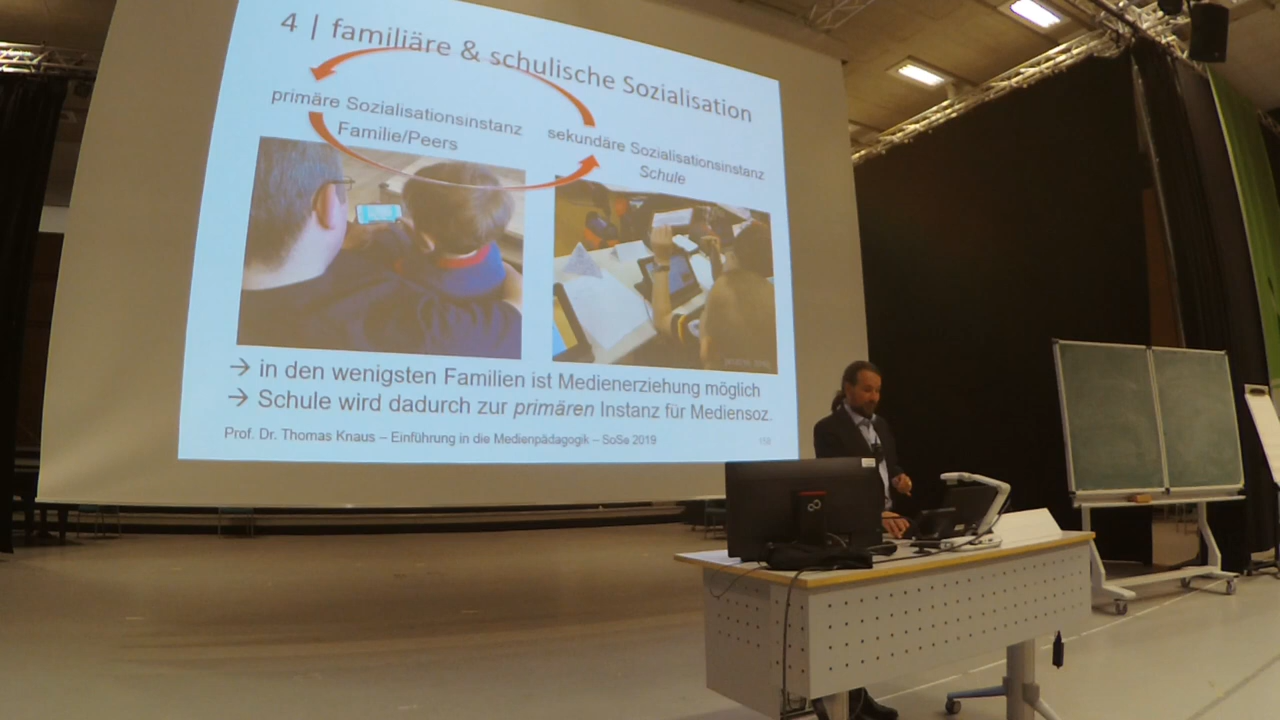 4 | familiäre & schulische Sozialisation
primäre Sozialisationsinstanz
Familie/Peers
sekundäre Sozialisationsinstanz
Schule
→ in den wenigsten Familien ist Medienerziehung möglich
→ Schule wird dadurch zur primären Instanz für Mediensoz.
Prof. Dr. Thomas Knaus – Einführung in die Medienpädagogik – SoSe 2019